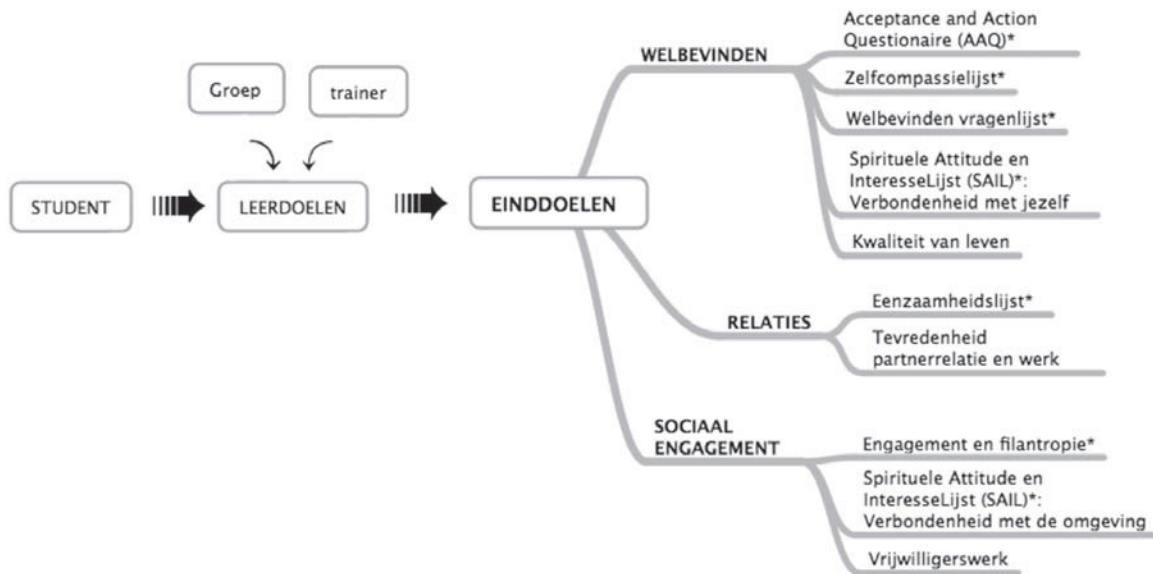 Groep
trainer
STUDENT
LEERDOELEN
EINDDOELEN
WELBEVINDEN
Acceptance and Action
Questionaire (AAQ)*
Zelfcompassielijst*
Welbevinden vragenlijst*
Spirituele Attitude en
InteresseLijst (SAIL)*:
Verbondenheid met jezelf
Kwaliteit van leven
RELATIES
Eenzaamheidslijst*
Tevredenheid
partnerrelatie en werk
SOCIAAL
ENGAGEMENT
Engagement en filantropie*
Spirituele Attitude en
InteresseLijst (SAIL)*:
Verbondenheid met de omgeving
Vrijwilligerswerk